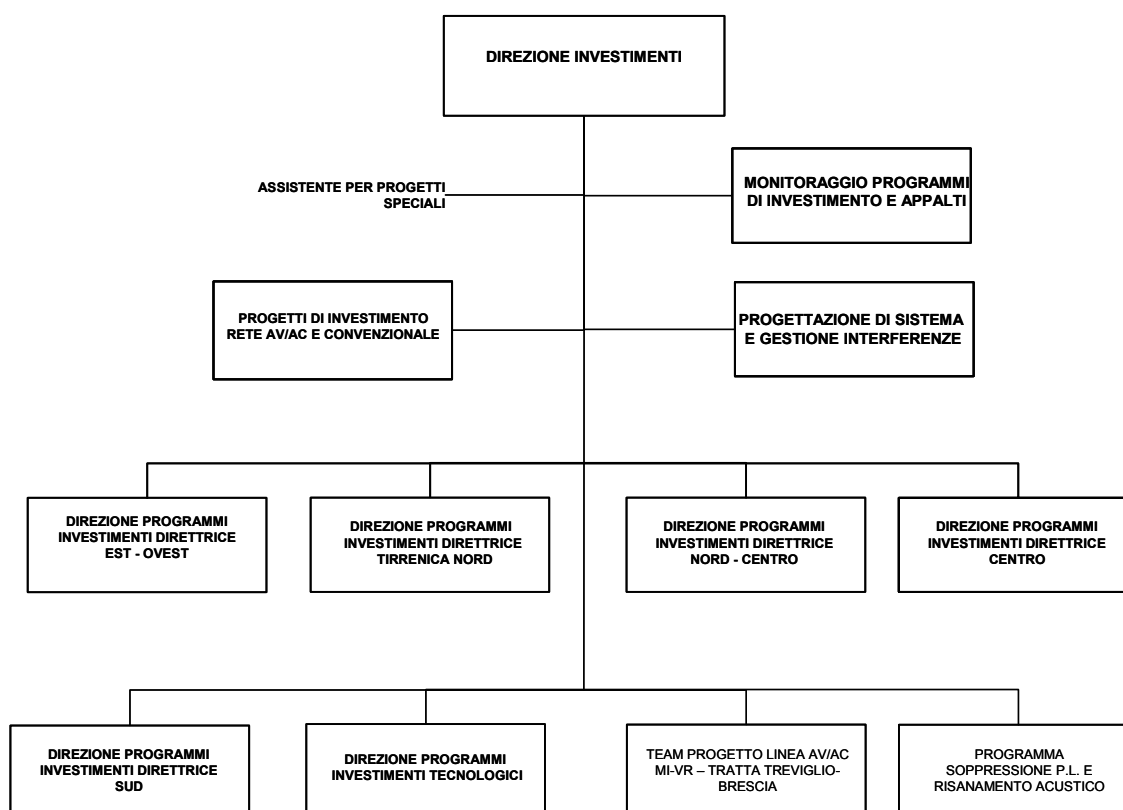 DIREZIONE INVESTIMENTI
ASSISTENTE PER PROGETTI
SPECIALI
MONITORAGGIO PROGRAMMI
DI INVESTIMENTO E APPALTI
PROGETTI DI INVESTIMENTO
RETE AV/AC E CONVENZIONALE
PROGETTAZIONE DI SISTEMA
E GESTIONE INTERFERENZE
DIREZIONE PROGRAMMI
INVESTIMENTI DIRETTRICE
EST - OVEST
DIREZIONE PROGRAMMI
INVESTIMENTI DIRETTRICE
TIRRENICA NORD
DIREZIONE PROGRAMMI
INVESTIMENTI DIRETTRICE
NORD - CENTRO
DIREZIONE PROGRAMMI
INVESTIMENTI DIRETTRICE
CENTRO
DIREZIONE PROGRAMMI
INVESTIMENTI DIRETTRICE
SUD
DIREZIONE PROGRAMMI
INVESTIMENTI TECNOLOGICI
TEAM PROGETTO LINEA AV/AC
MI-VR – TRATTA TREVIGLIO-
BRESCIA
PROGRAMMA
SOPPRESSIONE P.L. E
RISANAMENTO ACUSTICO